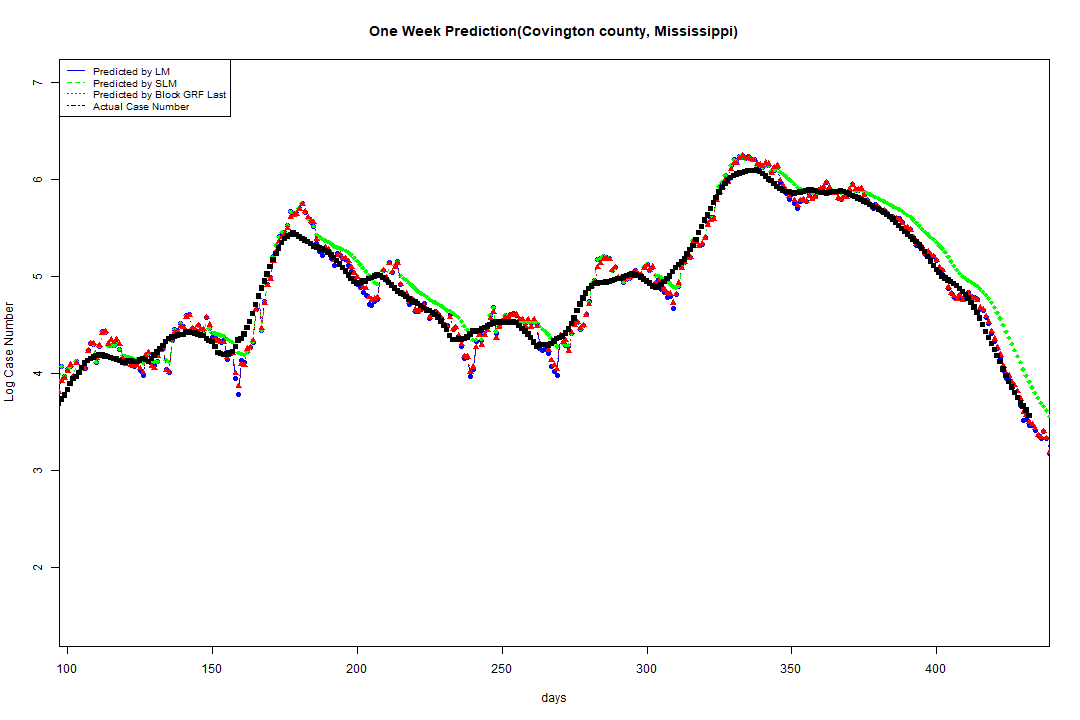 One Week Prediction(Covington county, Mississippi)
Predicted by LM
Predicted by SLM
Predicted by Block GRF Last
Actual Case Number
7
6
5
4
3
2
Log Case Number
100 150 200 250 300 350 400
days